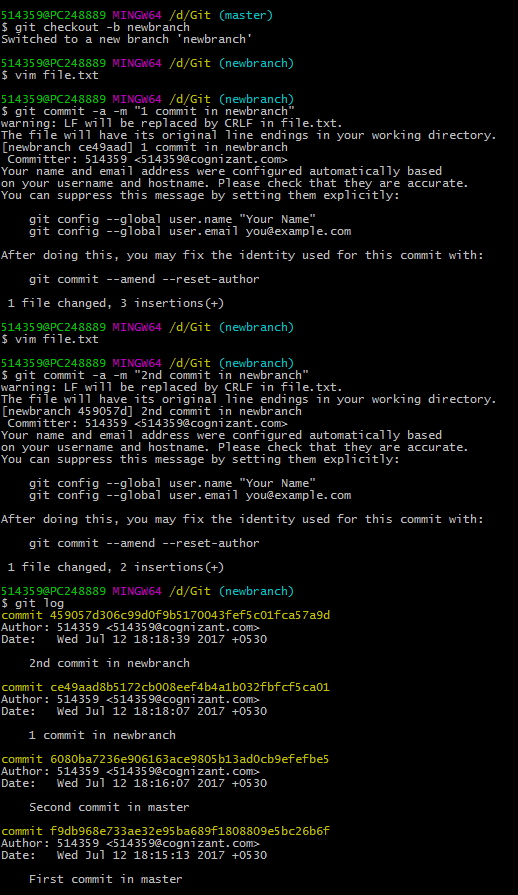 514359@PC248889 MINGW64 /d/Git (master)
$ git checkout -b newbranch
Switched to a new branch 'newbranch'
514359@PC248889 MINGW64 /d/Git (newbranch)
$ vim file.txt
514359@PC248889 MINGW64 /d/Git (newbranch)
$ git commit -a -m "1 commit in newbranch"
warning: LF will be replaced by CRLF in file.txt.
The file will have its original line endings in your working directory.
[newbranch ce49aad] 1 commit in newbranch
 Committer: 514359 <514359@cognizant.com>
Your name and email address were configured automatically based
on your username and hostname. Please check that they are accurate.
You can suppress this message by setting them explicitly:
    git config --global user.name "Your Name"
    git config --global user.email you@example.com
After doing this, you may fix the identity used for this commit with:
    git commit --amend --reset-author
 1 file changed, 3 insertions(+)
514359@PC248889 MINGW64 /d/Git (newbranch)
$ vim file.txt
514359@PC248889 MINGW64 /d/Git (newbranch)
$ git commit -a -m "2nd commit in newbranch"
warning: LF will be replaced by CRLF in file.txt.
The file will have its original line endings in your working directory.
[newbranch 459057d] 2nd commit in newbranch
 Committer: 514359 <514359@cognizant.com>
Your name and email address were configured automatically based
on your username and hostname. Please check that they are accurate.
You can suppress this message by setting them explicitly:
    git config --global user.name "Your Name"
    git config --global user.email you@example.com
After doing this, you may fix the identity used for this commit with:
    git commit --amend --reset-author
 1 file changed, 2 insertions(+)
514359@PC248889 MINGW64 /d/Git (newbranch)
$ git log
commit 459057d306c99d0f9b5170043fef5c01fca57a9d
Author: 514359 <514359@cognizant.com>
Date:   Wed Jul 12 18:18:39 2017 +0530
    2nd commit in newbranch
commit ce49aad8b5172cb008eef4b4a1b032fbfcf5ca01
Author: 514359 <514359@cognizant.com>
Date:   Wed Jul 12 18:18:07 2017 +0530
    1 commit in newbranch
commit 6080ba7236e906163ace9805b13ad0cb9efefbe5
Author: 514359 <514359@cognizant.com>
Date:   Wed Jul 12 18:16:07 2017 +0530
    Second commit in master
commit f9db968e733ae32e95ba689f1808809e5bc26b6f
Author: 514359 <514359@cognizant.com>
Date:   Wed Jul 12 18:15:13 2017 +0530
    First commit in master